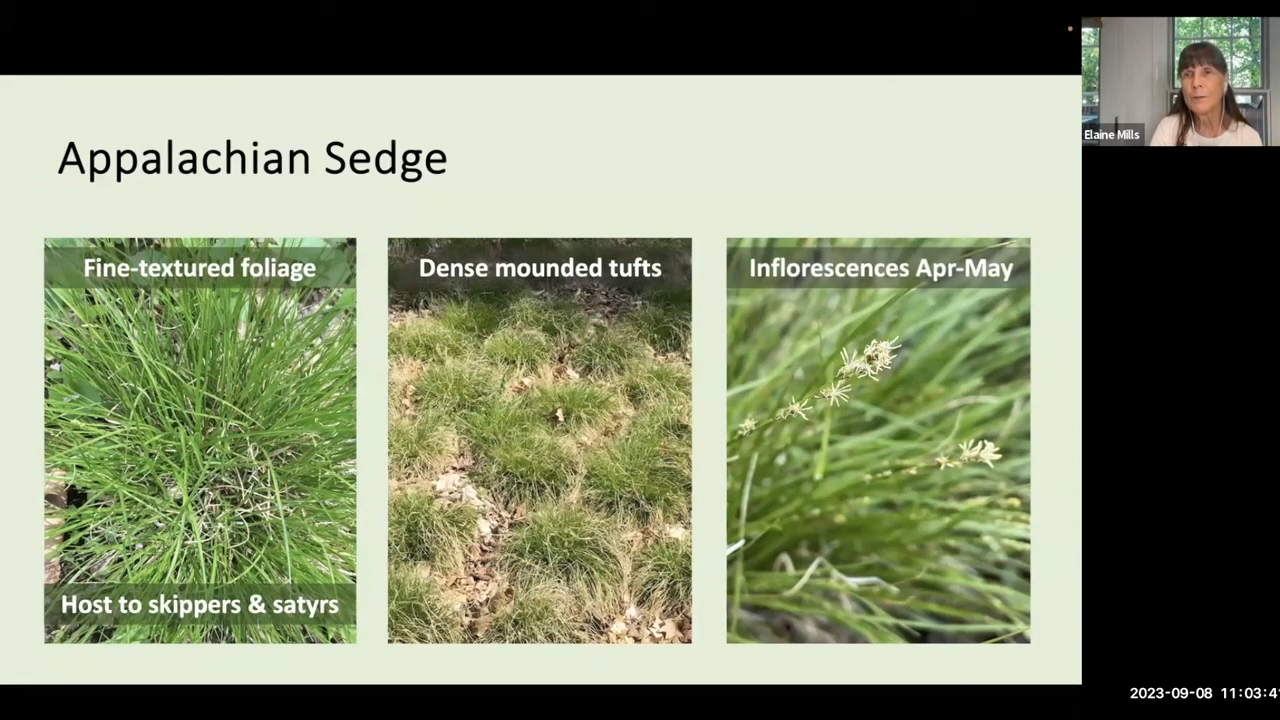 Elaine Mills
Appalachian Sedge
Fine-textured foliage
Dense mounded tufts
Inflorescences Apr-May
Host to skippers & satyrs
2023-09-08 11:03:4